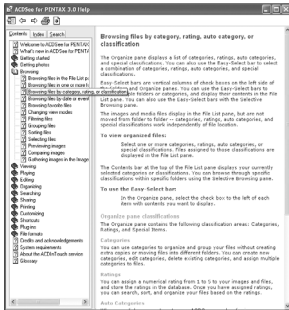 ACDSee for PENTAX 3.0 Help
Contents Index Search
Welcome to ACDSee for PENTAX
What's new in ACDSee for PENTAX
Getting started
Getting photos
Browsing
Browsing files in the File List p
Browsing files in one or more f
Browsing files by category, rating, auto category, or classification
Browsing files by date or event
Browsing favorite files
Changing view modes
Filtering files
Grouping files
Sorting files
Selecting files
Previewing images
Comparing images
Gathering images in the Image
Viewing
Playing
Editing
Organizing
Searching
Sharing
Printing
Customizing
Shortcuts
Plug-ins
File formats
Credits and acknowledgements
System requirements
About the ACDInTouch service
Glossary
Browsing files by category, rating, auto category, or
classification
The Organize pane displays a list of categories, ratings, auto categories,
and special classifications. You can also use the Easy-Select bar to select
a combination of categories, ratings, auto categories, and special
classifications.
Easy-Select bars are vertical columns of check boxes on the left side of
the Folders and Organize panes. You can use the Easy-Select bar to
folders or categories, and display their contents in the File
List pane. You can also use the Easy-Select bars with the Selective
Browsing pane.
The images and media files display in the File List pane, but are not
moved from folder to folder — categories, ratings, auto categories, and
special classifications work independently of file location.
To view organized files:
Select one or more categories, ratings, auto categories, or
special classifications. Files assigned to those classifications are
displayed in the File List pane.
The Contents bar at the top of the File List pane displays your currently
selected categories or classifications. You can browse through specific
classifications within specific folders using the Selective Browsing pane.
To use the Easy-Select bar:
In the Organize pane, select the check box to the left of each
item with contents you want to display.
Organize pane classifications
The Organize pane contains the following classification areas: Categories,
Ratings, and Special Items.
Categories
You can use categories to organize and group your files without creating
extra copies or moving files into different folders. You can create new
categories, edit categories, delete existing categories, and assign multiple
categories to files.
Ratings
You can assign a numerical rating from 1 to 5 to your images and files,
and store the ratings in the database. Once you have assigned ratings,
you can search, sort, and organize your files based on the ratings.
Auto Categories